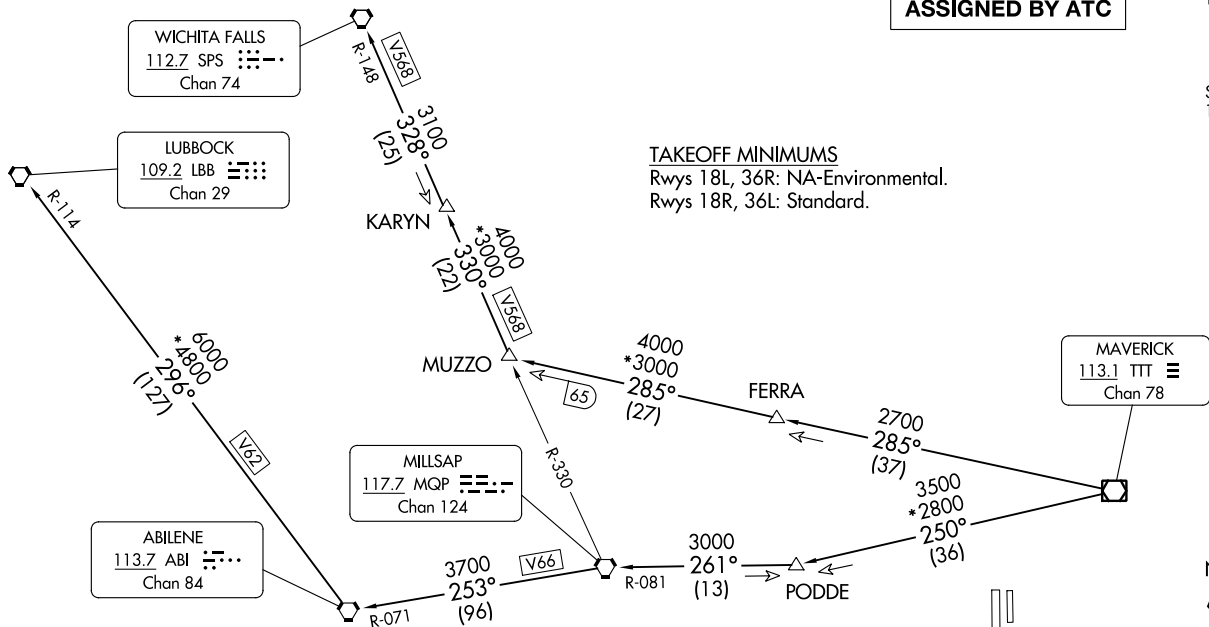 ASSIGNED BY ATC
WICHITA FALLS
112.7 SPS
Chan 74
R-148
V568
3100
328°
(25)
LUBBOCK
109.2 LBB
Chan 29
R-114
TAKEOFF MINIMUMS
Rwys 18L, 36R: NA-Environmental.
Rwys 18R, 36L: Standard.
KARYN
4000
*3000
330°
(22)
V568
6000
*4800
296°
(127)
V62
MUZZO
4000
*3000
285°
(27)
65
FERRA
MAVERICK
113.1 TTT
Chan 78
2700
285°
(37)
R-330
MILLSAP
117.7 MQP
Chan 124
3500
*2800
250°
(36)
ABILENE
113.7 ABI
Chan 84
3700
V66
253°
(96)
R-071
R-081
3000
261°
(13)
PODDE